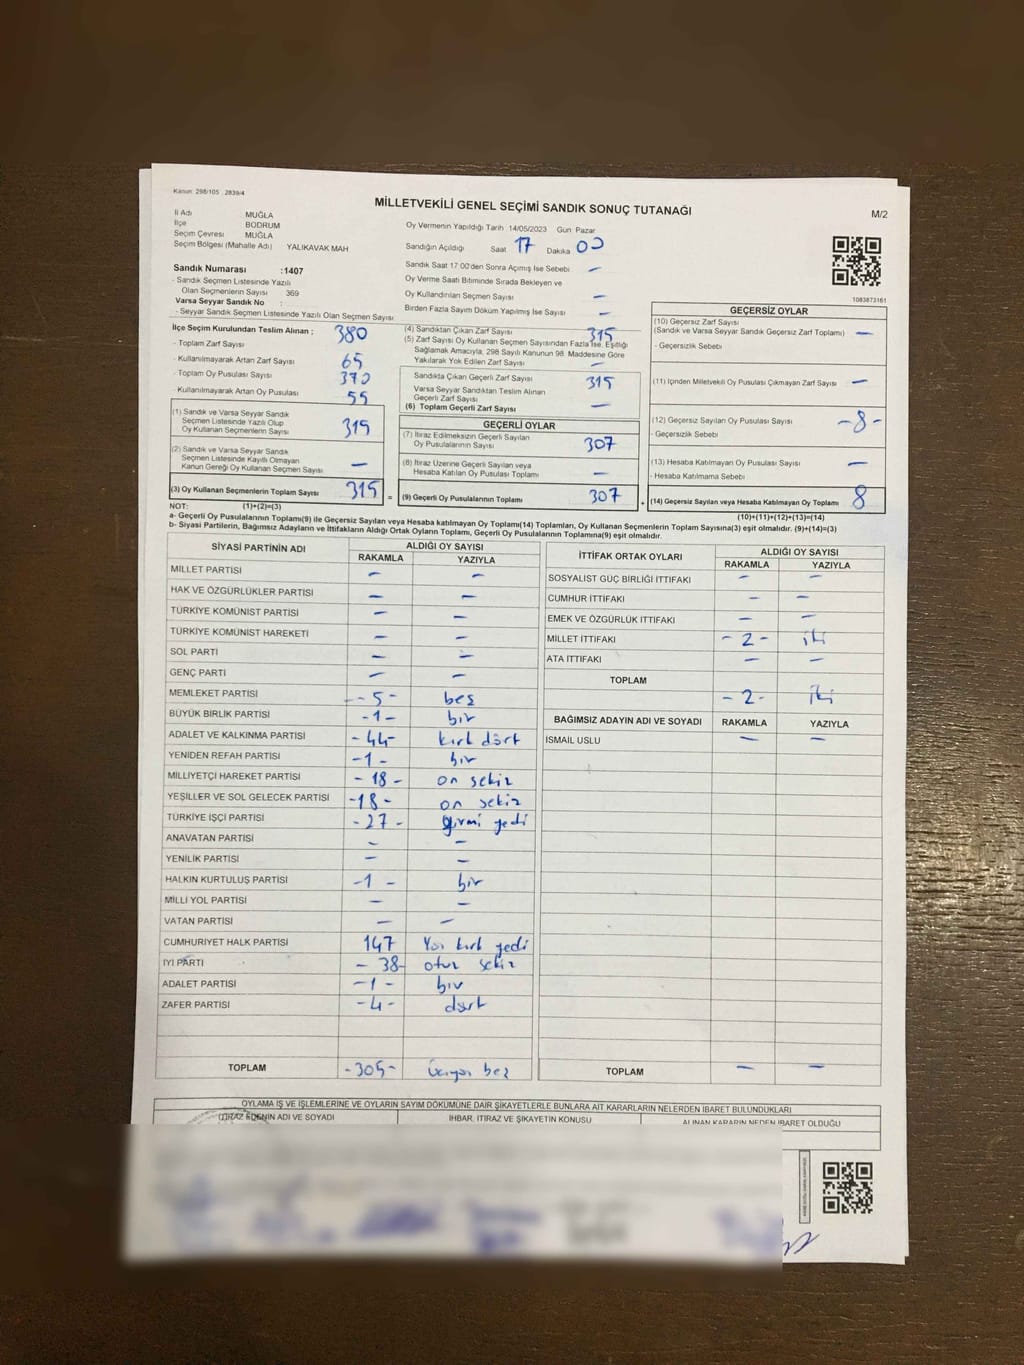 Kanun: 298/105 , 2839/4
MİLLETVEKİLİ GENEL SEÇİMİ SANDIK SONUÇ TUTANAĞI
M/2
İl Adı MUĞLA
İlçe BODRUM
Seçim Çevresi MUĞLA
Seçim Bölgesi (Mahalle Adı) YALIKAVAK MAH
Sandık Numarası :1407
- Sandık Seçmen Listesinde Yazılı
Olan Seçmenlerin Sayısı 369
Varsa Seyyar Sandık No :
- Seyyar Sandık Seçmen Listesinde Yazılı Olan Seçmen Sayısı
Oy Vermenin Yapıldığı Tarih 14/05/2023 Gün Pazar
Sandığın Açıldığı Saat 17 Dakika 00
Sandık Saat 17:00'den Sonra Açılmış İse Sebebi —
Oy Verme Saati Bitiminde Sırada Bekleyen ve
Oy Kullandırılan Seçmen Sayısı —
Birden Fazla Sayım Döküm Yapılmış İse Sayısı —
1083873161
İlçe Seçim Kurulundan Teslim Alınan ; 380
- Toplam Zarf Sayısı
- Kullanılmayarak Artan Zarf Sayısı 65
- Toplam Oy Pusulası Sayısı 370
- Kullanılmayarak Artan Oy Pusulası 55
(1) Sandık ve Varsa Seyyar Sandık
Seçmen Listesinde Yazılı Olup
Oy Kullanan Seçmenlerin Sayısı 315
(2) Sandık ve Varsa Seyyar Sandık
Seçmen Listesinde Kayıtlı Olmayan
Kanun Gereği Oy Kullanan Seçmen Sayısı —
(3) Oy Kullanan Seçmenlerin Toplam Sayısı 315 =
(4) Sandıktan Çıkan Zarf Sayısı 315
(5) Zarf Sayısı Oy Kullanan Seçmen Sayısından Fazla İse, Eşitliği
Sağlamak Amacıyla, 298 Sayılı Kanunun 98. Maddesine Göre
Yakılarak Yok Edilen Zarf Sayısı —
Sandıkta Çıkan Geçerli Zarf Sayısı 315
Varsa Seyyar Sandıktan Teslim Alınan
Geçerli Zarf Sayısı
(6) Toplam Geçerli Zarf Sayısı —
GEÇERLİ OYLAR
(7) İtiraz Edilmeksizin Geçerli Sayılan
Oy Pusulalarının Sayısı 307
(8) İtiraz Üzerine Geçerli Sayılan veya
Hesaba Katılan Oy Pusulası Toplamı —
(9) Geçerli Oy Pusulalarının Toplamı 307 +
GEÇERSİZ OYLAR
(10) Geçersiz Zarf Sayısı
(Sandık ve Varsa Seyyar Sandık Geçersiz Zarf Toplamı) —
- Geçersizlik Sebebi
(11) İçinden Milletvekili Oy Pusulası Çıkmayan Zarf Sayısı —
(12) Geçersiz Sayılan Oy Pusulası Sayısı -8-
- Geçersizlik Sebebi
(13) Hesaba Katılmayan Oy Pusulası Sayısı —
- Hesaba Katılmama Sebebi
(14) Geçersiz Sayılan veya Hesaba Katılmayan Oy Toplamı 8
NOT: (1)+(2)=(3)
(10)+(11)+(12)+(13)=(14)
a- Geçerli Oy Pusulalarının Toplamı(9) ile Geçersiz Sayılan veya Hesaba katılmayan Oy Toplamı(14) Toplamları, Oy Kullanan Seçmenlerin Toplam Sayısına(3) eşit olmalıdır. (9)+(14)=(3)
b- Siyasi Partilerin, Bağımsız Adayların ve İttifakların Aldığı Ortak Oyların Toplamı, Geçerli Oy Pusulalarının Toplamına(9) eşit olmalıdır.
SİYASİ PARTİNİN ADI ALDIĞI OY SAYISI
RAKAMLA YAZIYLA
MİLLET PARTİSİ — —
HAK VE ÖZGÜRLÜKLER PARTİSİ — —
TÜRKİYE KOMÜNİST PARTİSİ — —
TÜRKİYE KOMÜNİST HAREKETİ — —
SOL PARTİ — —
GENÇ PARTİ — —
MEMLEKET PARTİSİ -5- beş
BÜYÜK BİRLİK PARTİSİ -1- bir
ADALET VE KALKINMA PARTİSİ -44- kırk dört
YENİDEN REFAH PARTİSİ -1- bir
MİLLİYETÇİ HAREKET PARTİSİ -18- on sekiz
YEŞİLLER VE SOL GELECEK PARTİSİ -18- on sekiz
TÜRKİYE İŞÇİ PARTİSİ -27- yirmi yedi
ANAVATAN PARTİSİ — —
YENİLİK PARTİSİ — —
HALKIN KURTULUŞ PARTİSİ -1- bir
MİLLİ YOL PARTİSİ — —
VATAN PARTİSİ — —
CUMHURİYET HALK PARTİSİ 147 Yüz kırk yedi
İYİ PARTİ -38- otuz sekiz
ADALET PARTİSİ -1- bir
ZAFER PARTİSİ -4- dört
TOPLAM -305- üçyüz beş
İTTİFAK ORTAK OYLARI ALDIĞI OY SAYISI
RAKAMLA YAZIYLA
SOSYALİST GÜÇ BİRLİĞİ İTTİFAKI — —
CUMHUR İTTİFAKI — —
EMEK VE ÖZGÜRLÜK İTTİFAKI — —
MİLLET İTTİFAKI -2- iki
ATA İTTİFAKI — —
TOPLAM -2- iki
BAĞIMSIZ ADAYIN ADI VE SOYADI RAKAMLA YAZIYLA
İSMAİL USLU — —
TOPLAM — —
OYLAMA İŞ VE İŞLEMLERİNE VE OYLARIN SAYIM DÖKÜMÜNE DAİR ŞİKAYETLERLE BUNLARA AİT KARARLARIN NELERDEN İBARET BULUNDUKLARI
İTİRAZ EDENİN ADI VE SOYADI İHBAR, İTİRAZ VE ŞİKAYETİN KONUSU ALINAN KARARIN NEDEN İBARET OLDUĞU